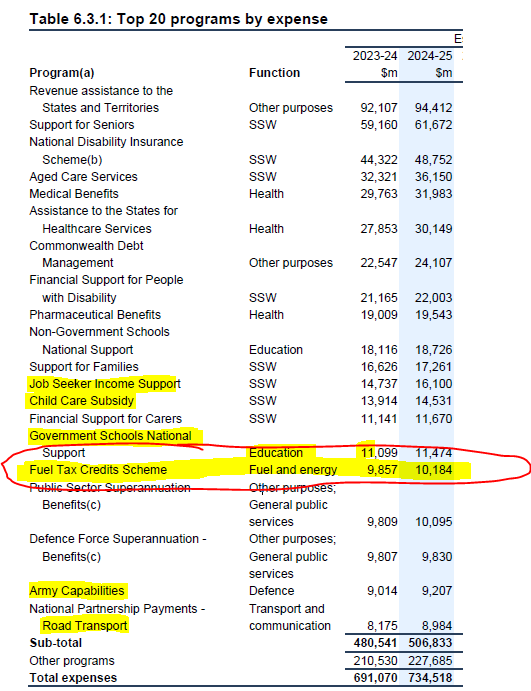 Table 6.3.1: Top 20 programs by expense
E
2023-24 2024-25
Program(a) Function $m $m
Revenue assistance to the
States and Territories Other purposes 92,107 94,412
Support for Seniors SSW 59,160 61,672
National Disability Insurance
Scheme(b) SSW 44,322 48,752
Aged Care Services SSW 32,321 36,150
Medical Benefits Health 29,763 31,983
Assistance to the States for
Healthcare Services Health 27,853 30,149
Commonwealth Debt
Management Other purposes 22,547 24,107
Financial Support for People
with Disability SSW 21,165 22,003
Pharmaceutical Benefits Health 19,009 19,543
Non-Government Schools
National Support Education 18,116 18,726
Support for Families SSW 16,626 17,261
Job Seeker Income Support SSW 14,737 16,100
Child Care Subsidy SSW 13,914 14,531
Financial Support for Carers SSW 11,141 11,670
Government Schools National
Support Education 11,099 11,474
Fuel Tax Credits Scheme Fuel and energy 9,857 10,184
Public Sector Superannuation Other purposes;
Benefits(c) General public
services 9,809 10,095
Defence Force Superannuation - Other purposes;
Benefits(c) General public 9,807 9,830
services
Army Capabilities Defence 9,014 9,207
National Partnership Payments - Transport and
Road Transport communication 8,175 8,984
Sub-total 480,541 506,833
Other programs 210,530 227,685
Total expenses 691,070 734,518